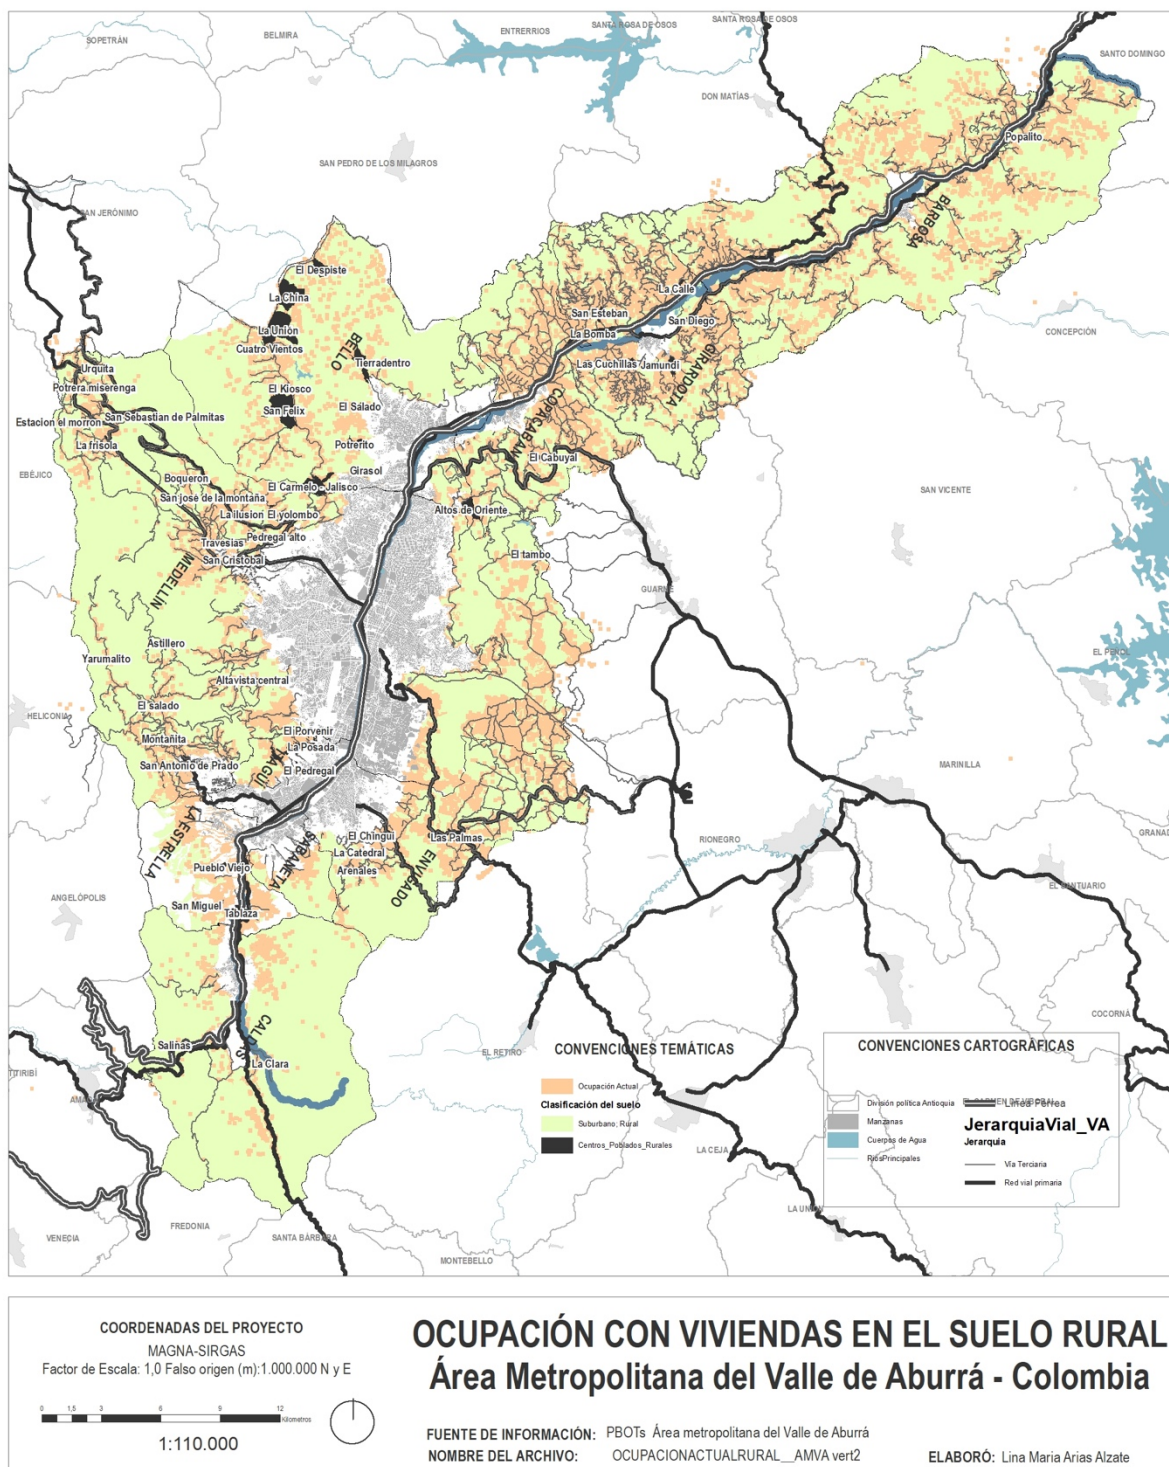 SANTA ROSA DE OSOS
SANTA ROSA DE OSOS
ENTRERRIOS
BELMIRA
SOPETRÁN
SANTO DOMINGO
DON MATÍAS
SAN PEDRO DE LOS MILAGROS
Popalito
SAN JERÓNIMO
BARBOSA
El Despiste
La China
La Calle
San Esteban
San Diego
La Unión
La Bomba
CONCEPCIÓN
Cuatro Vientos
BELLO
Tierradentro
Las Cuchillas
Jamundi
GIRARDOTA
Urquita
Potrera miserenga
El Kiosco
El Sálado
San Felix
San Sebastian de Palmitas
Estacion el morron
COPACABANA
La frisola
Potrerito
El Cabuyal
Girasol
EBÉJICO
Boqueron
El Carmelo - Jalisco
SAN VICENTE
San josé de la montaña
La ilusion
El yolombo
Altos de Oriente
Travesias
Pedregal alto
El tambo
San Cristobal
MEDELLIN
GUARNE
Astillero
Yarumalito
EL PEÑOL
Altavista central
El salado
HELICONIA
El Porvenir
Montañita
La Posada
ITAGÜI
San Antonio de Prado
El Pedregal
MARINILLA
LA ESTRELLA
El Chingui
Las Palmas
RIONEGRO
GRANADA
SABANETA
La Catedral
ENVIGADO
Pueblo Viejo
Arenales
EL SANTUARIO
ANGELÓPOLIS
San Miguel
Tablaza
COCORNÁ
CALDAS
Salinas
La Clara
EL RETIRO
TITIRIBÍ
AMAGÁ
CONVENCIONES TEMÁTICAS
Ocupación Actual
Clasificación del suelo
Suburbano; Rural
Centros_Poblados_Rurales
CONVENCIONES CARTOGRÁFICAS
División política Antioquia
EL CARMEN DE VIBORAL
Línea Férrea
Manzanas
JerarquiaVial_VA
Cuerpos de Agua
Jerarquia
RíosPrincipales
Vía Terciaria
Red vial primaria
LA CEJA
LA UNIÓN
FREDONIA
VENECIA
SANTA BÁRBARA
MONTEBELLO
COORDENADAS DEL PROYECTO
MAGNA-SIRGAS
Factor de Escala: 1,0 Falso origen (m):1.000.000 N y E
0 1,5 3 6 9 12
Kilometros
1:110.000
OCUPACIÓN CON VIVIENDAS EN EL SUELO RURAL
Área Metropolitana del Valle de Aburrá - Colombia
FUENTE DE INFORMACIÓN: PBOTs Área metropolitana del Valle de Aburrá
NOMBRE DEL ARCHIVO: OCUPACIONACTUALRURAL__AMVA vert2
ELABORÓ: Lina Maria Arias Alzate